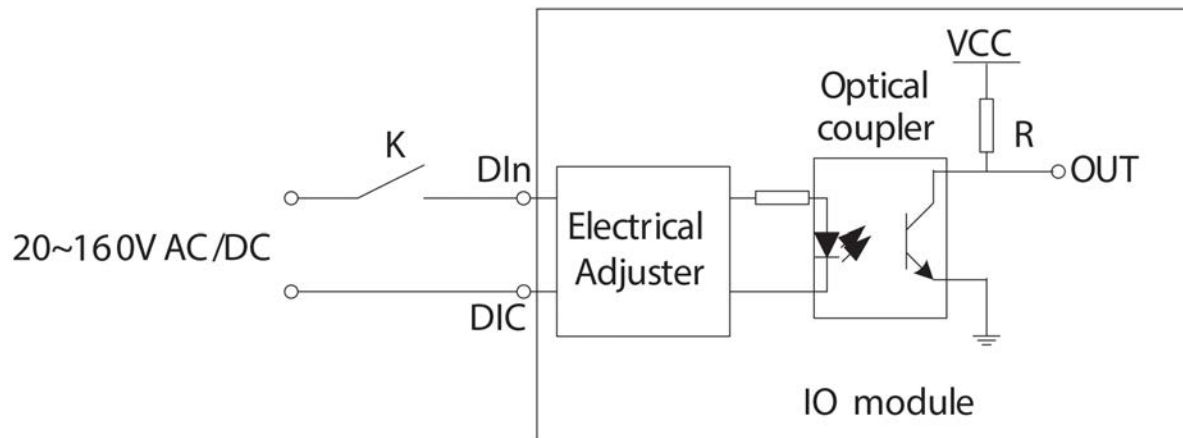 VCC
Optical
coupler
R
K
DIn
OUT
20~160V AC/DC
Electrical
Adjuster
DIC
IO module